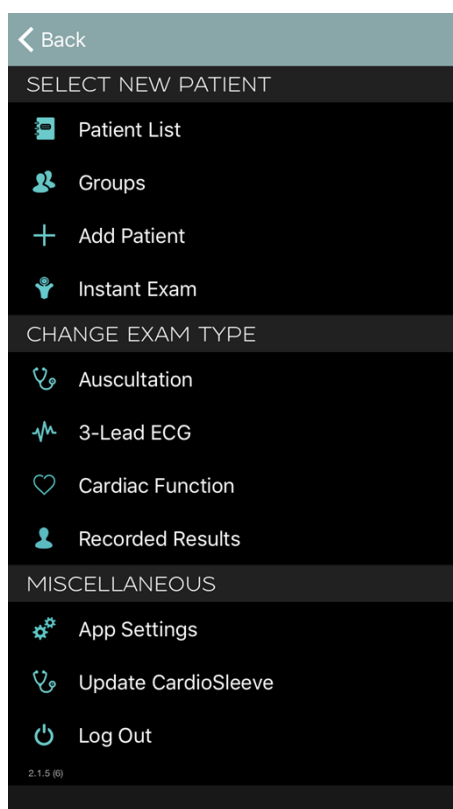 Back
SELECT NEW PATIENT
Patient List
Groups
Add Patient
Instant Exam
CHANGE EXAM TYPE
Auscultation
3-Lead ECG
Cardiac Function
Recorded Results
MISCELLANEOUS
App Settings
Update CardioSleeve
Log Out
2.1.5 (6)